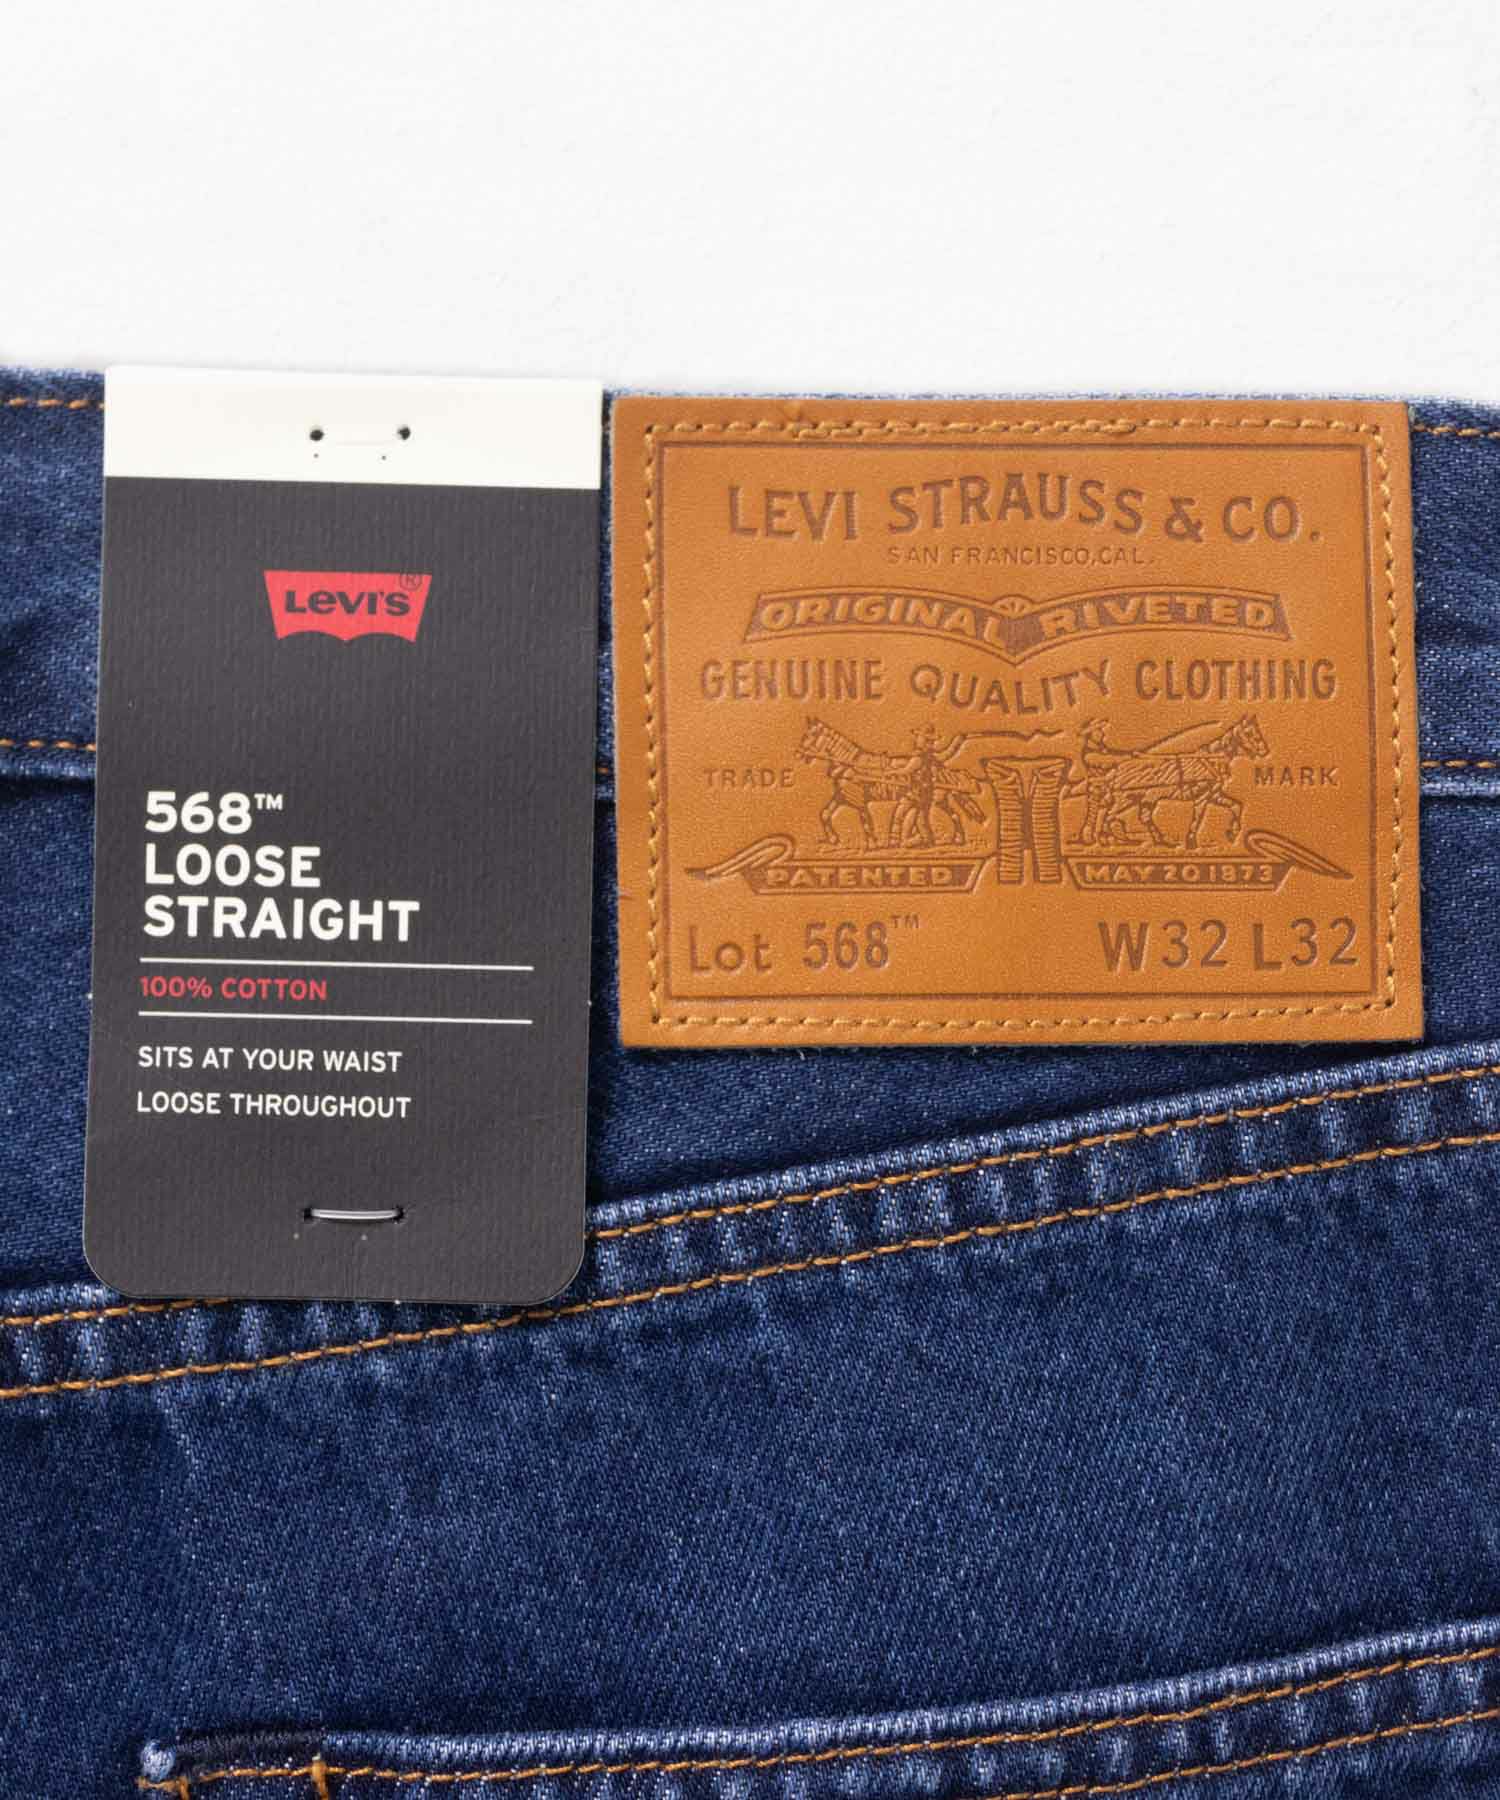 LEVI'S®
568™
LOOSE
STRAIGHT
100% COTTON
SITS AT YOUR WAIST
LOOSE THROUGHOUT
LEVI STRAUSS & CO.
SAN FRANCISCO, CAL.
ORIGINAL RIVETED
GENUINE QUALITY CLOTHING
TRADE MARK
PATENTED MAY 20 1873
Lot 568™ W32 L32